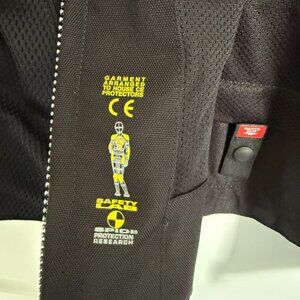 GARMENT
ARRANGED
TO HOUSE CE
PROTECTORS
CE
SAFETY
LAB
SPIDI
PROTECTION
RESEARCH